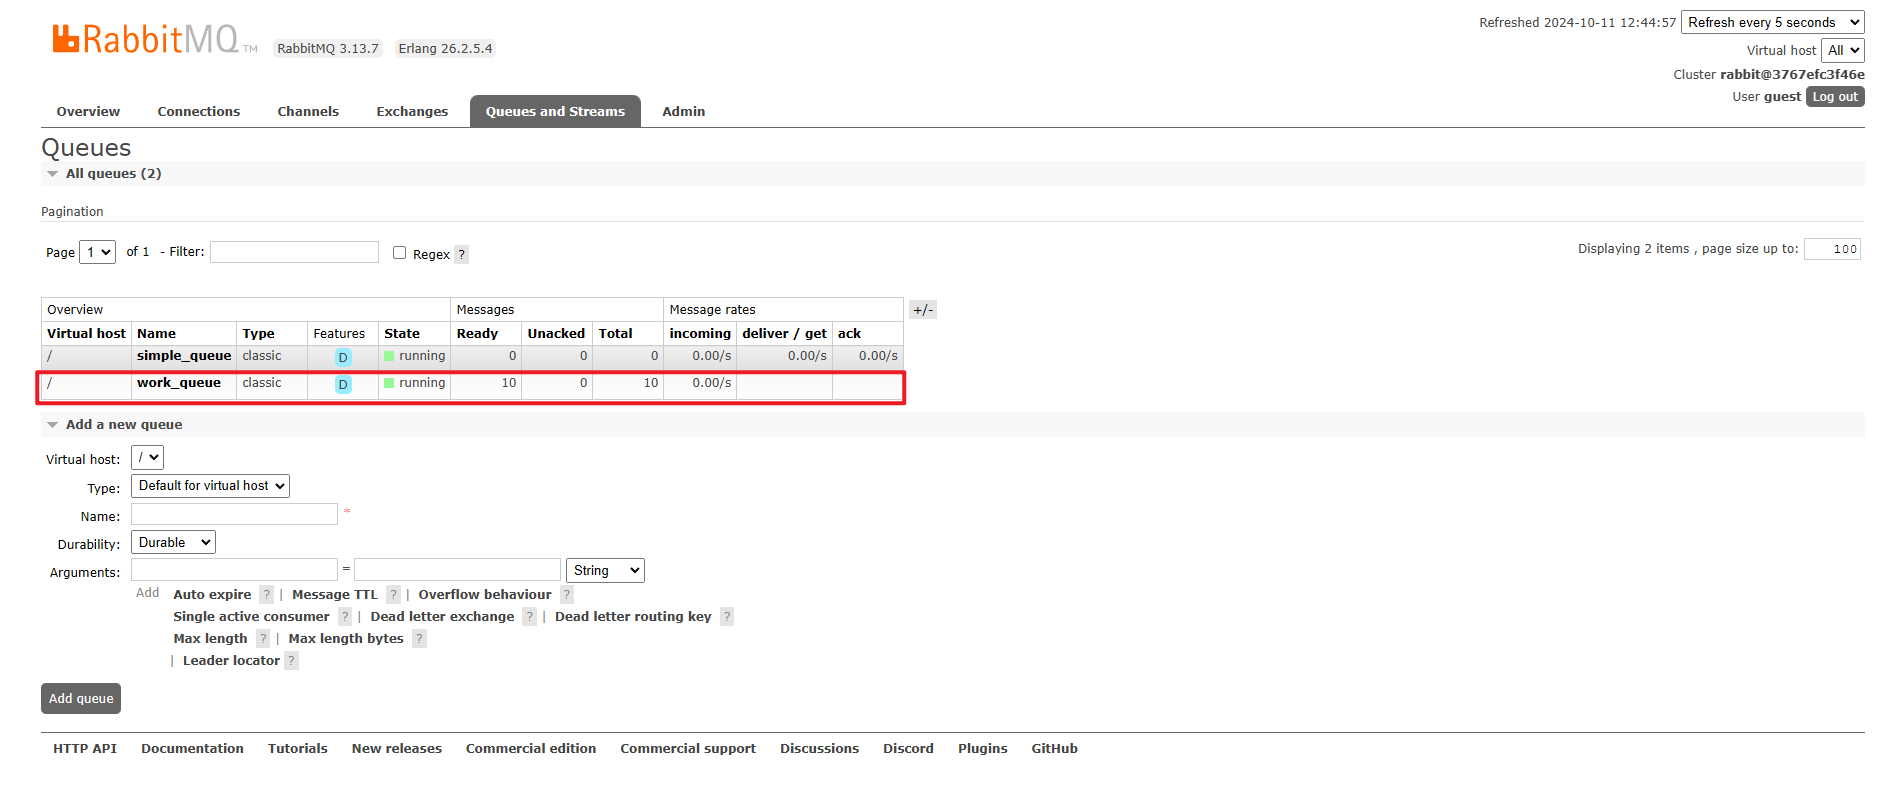 RabbitMQ TM RabbitMQ 3.13.7 Erlang 26.2.5.4
Refreshed 2024-10-11 12:44:57 Refresh every 5 seconds
Virtual host All
Cluster rabbit@3767efc3f46e
User guest Log out
Overview Connections Channels Exchanges Queues and Streams Admin
Queues
All queues (2)
Pagination
Page 1 of 1 - Filter: Regex ? Displaying 2 items , page size up to: 100
Overview Messages Message rates +/-
Virtual host Name Type Features State Ready Unacked Total incoming deliver / get ack
/ simple_queue classic D running 0 0 0 0.00/s 0.00/s 0.00/s
/ work_queue classic D running 10 0 10 0.00/s
Add a new queue
Virtual host: /
Type: Default for virtual host
Name: *
Durability: Durable
Arguments: = String
Add Auto expire ? | Message TTL ? | Overflow behaviour ?
Single active consumer ? | Dead letter exchange ? | Dead letter routing key ?
Max length ? | Max length bytes ?
| Leader locator ?
Add queue
HTTP API Documentation Tutorials New releases Commercial edition Commercial support Discussions Discord Plugins GitHub